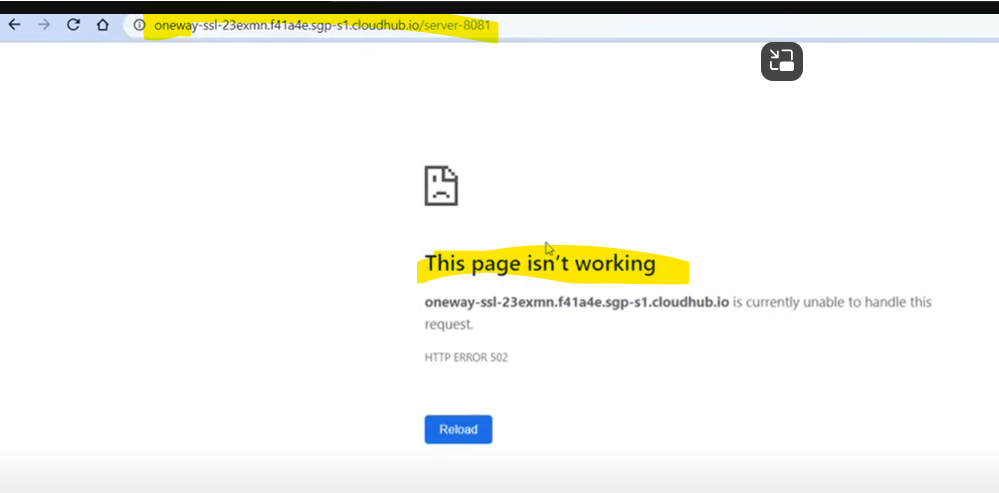 oneway-ssl-23exmn.f41a4e.sgp-s1.cloudhub.io/server-8081
This page isn't working
oneway-ssl-23exmn.f41a4e.sgp-s1.cloudhub.io is currently unable to handle this
request.
HTTP ERROR 502
Reload